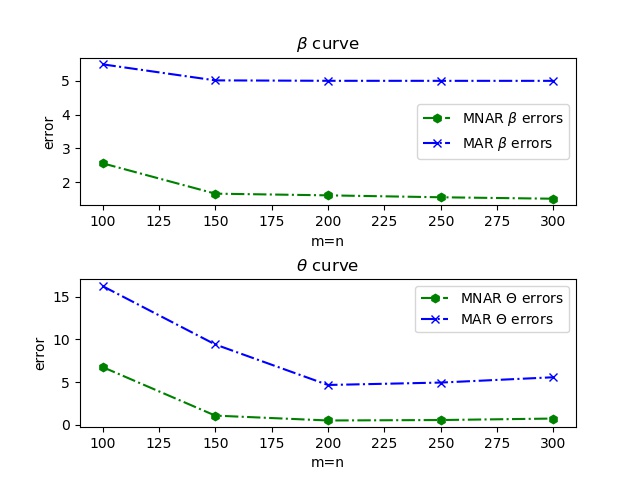 β curve
error
5
4
3
2
MNAR β errors
MAR β errors
100 125 150 175 200 225 250 275 300
m=n
θ curve
error
15
10
5
0
MNAR Θ errors
MAR Θ errors
100 125 150 175 200 225 250 275 300
m=n